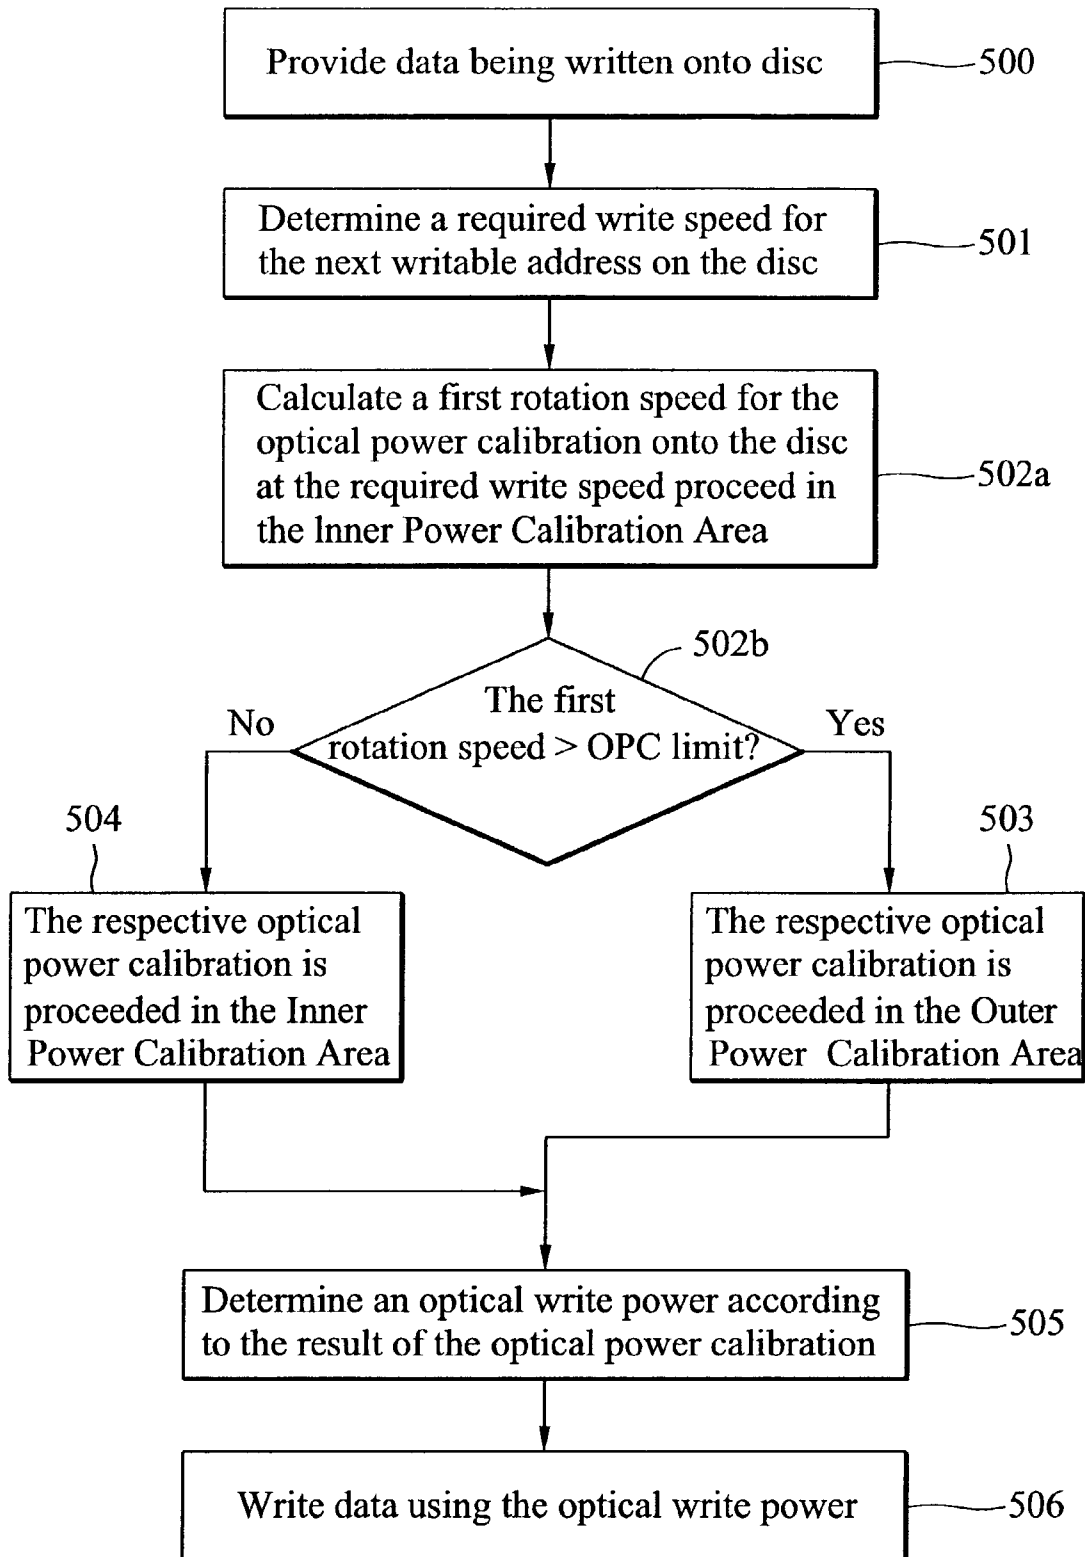 Provide data being written onto disc
500
Determine a required write speed for
the next writable address on the disc
501
Calculate a first rotation speed for the
optical power calibration onto the disc
at the required write speed proceed in
the Inner Power Calibration Area
502a
502b
The first
rotation speed > OPC limit?
No
Yes
504
503
The respective optical
power calibration is
proceeded in the Inner
Power Calibration Area
The respective optical
power calibration is
proceeded in the Outer
Power Calibration Area
Determine an optical write power according
to the result of the optical power calibration
505
Write data using the optical write power
506